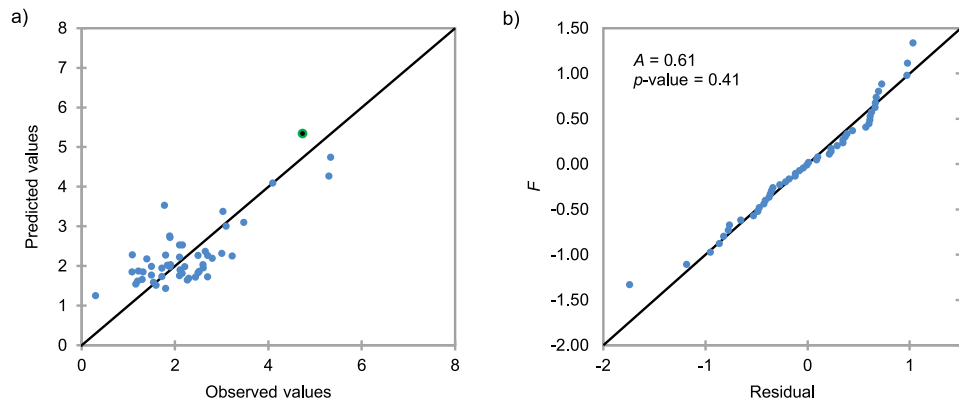 a)
Predicted values
8
7
6
5
4
3
2
1
0
0 2 4 6 8
Observed values
b)
F
1.50
1.00
0.50
0.00
-0.50
-1.00
-1.50
-2.00
A = 0.61
p-value = 0.41
-2 -1 0 1
Residual